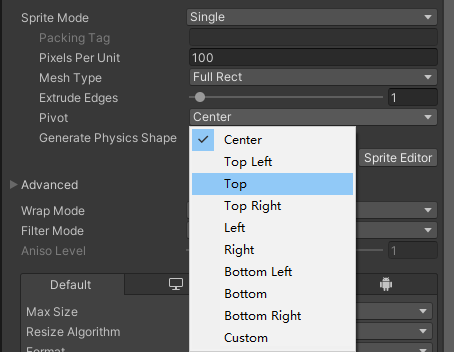 Sprite Mode Single
Packing Tag
Pixels Per Unit 100
Mesh Type Full Rect
Extrude Edges 1
Pivot Center
Generate Physics Shape
Center
Top Left
Sprite Editor
Top
Advanced
Top Right
Wrap Mode
Left
Filter Mode
Right
Aniso Level 1
Bottom Left
Default
Bottom
Max Size
Bottom Right
Resize Algorithm
Custom
Format